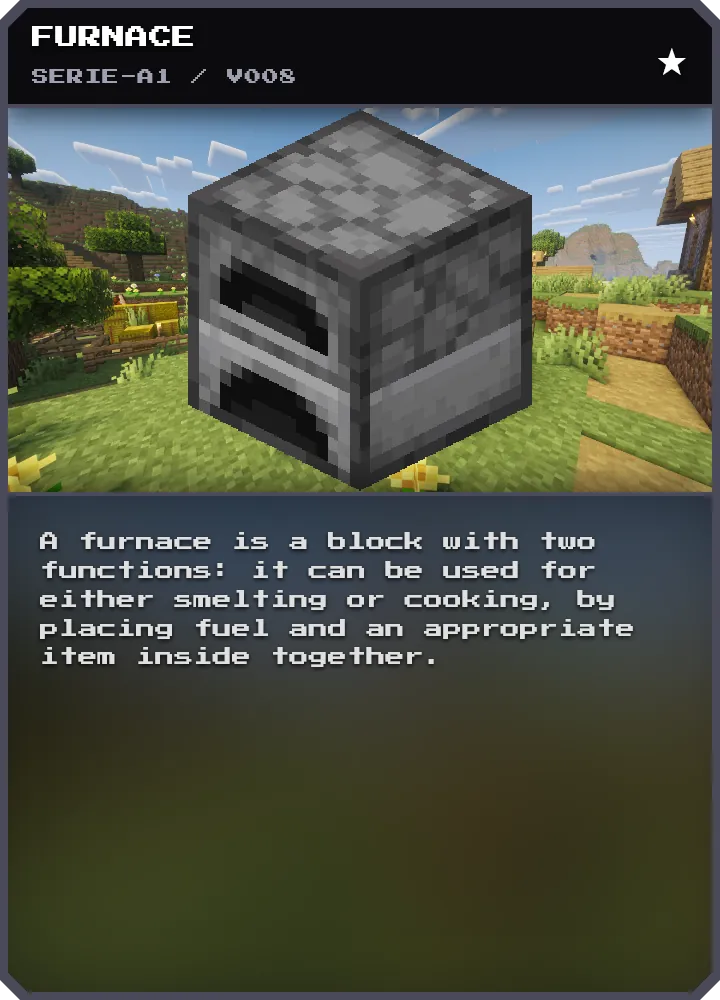 FURNACE
SERIE-A1 / V008
A furnace is a block with two
functions: it can be used for
either smelting or cooking, by
placing fuel and an appropriate
item inside together.